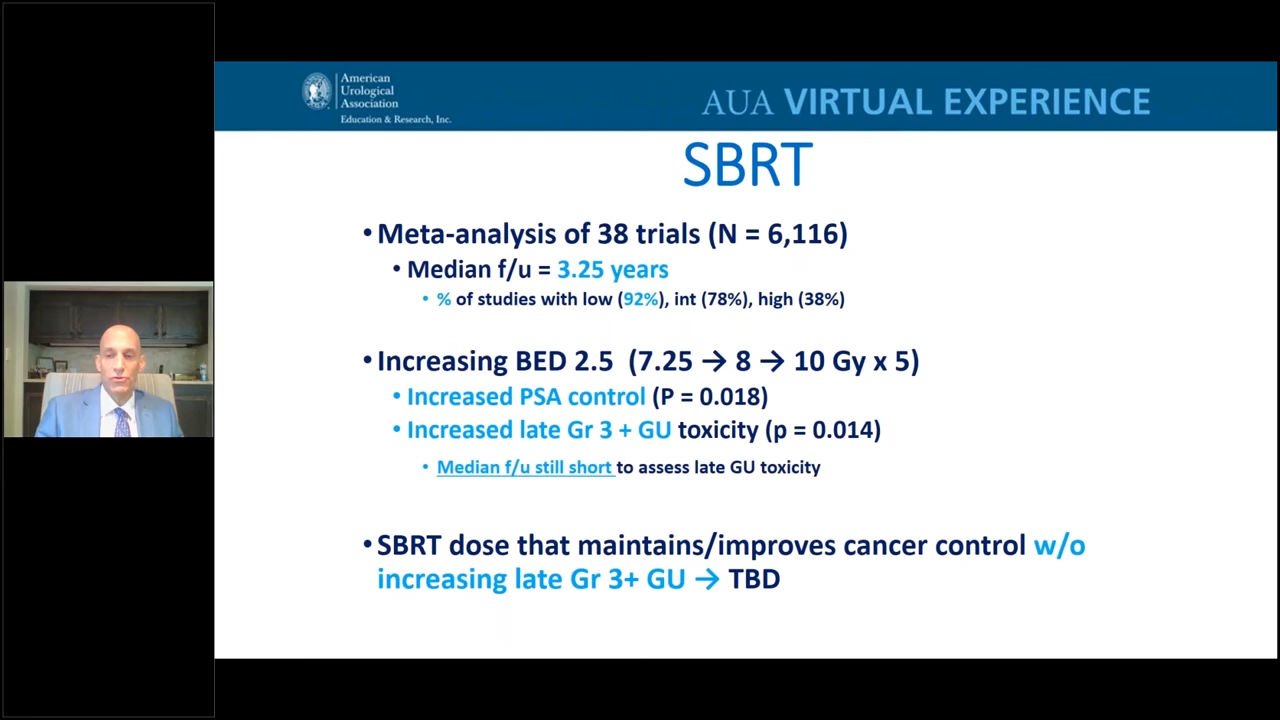 American
Urological
Association
Education & Research, Inc.
AUA VIRTUAL EXPERIENCE
SBRT
• Meta-analysis of 38 trials (N = 6,116)
• Median f/u = 3.25 years
• % of studies with low (92%), int (78%), high (38%)
• Increasing BED 2.5 (7.25 → 8 → 10 Gy x 5)
• Increased PSA control (P = 0.018)
• Increased late Gr 3 + GU toxicity (p = 0.014)
• Median f/u still short to assess late GU toxicity
• SBRT dose that maintains/improves cancer control w/o
increasing late Gr 3+ GU → TBD